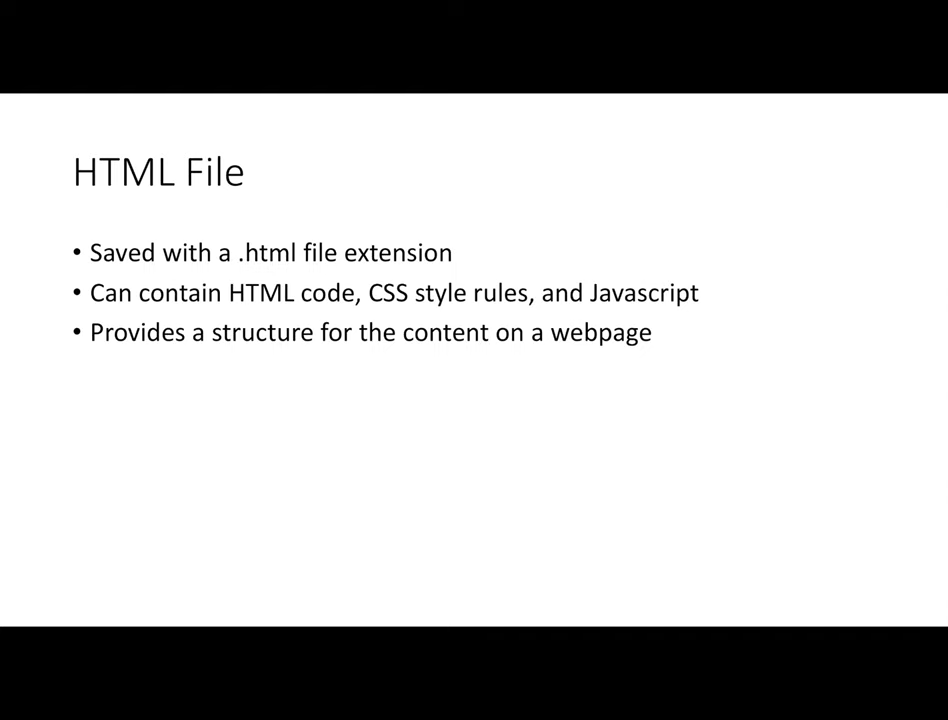 HTML File
• Saved with a .html file extension
• Can contain HTML code, CSS style rules, and Javascript
• Provides a structure for the content on a webpage